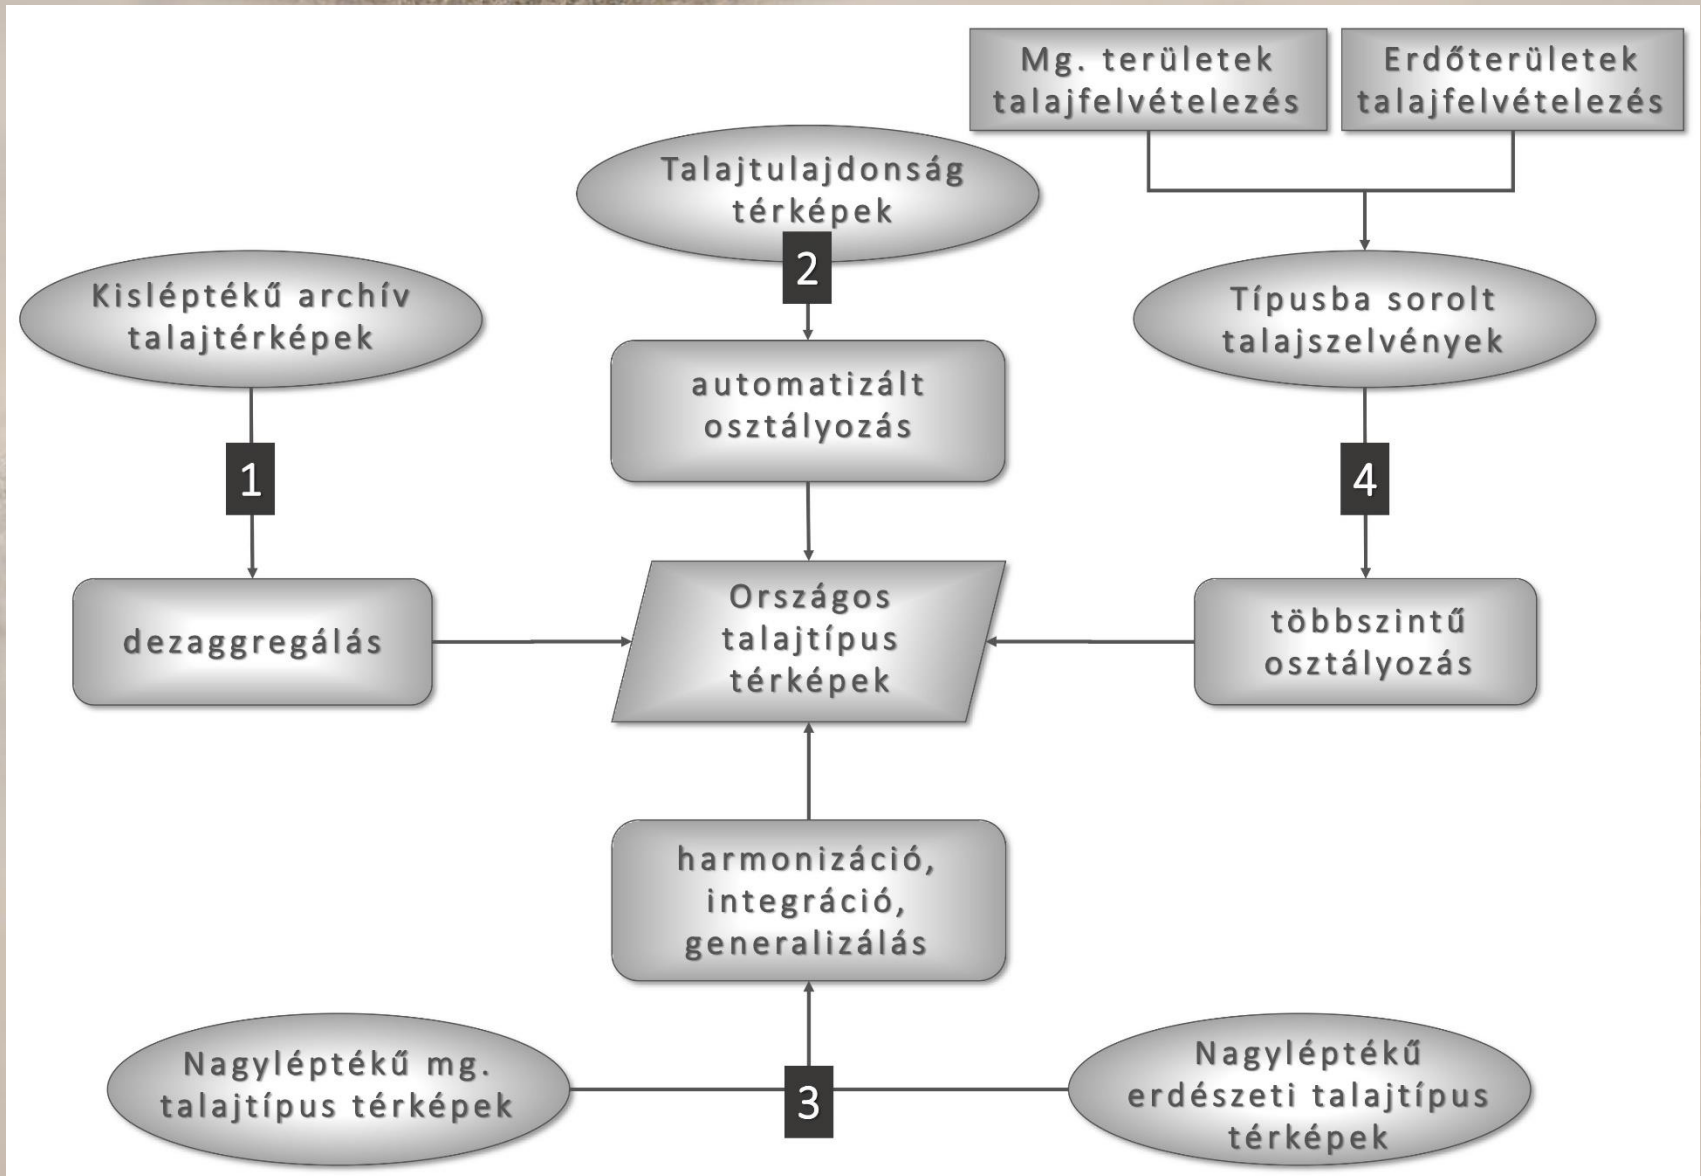 Mg. területek
talajfelvételezés
Erdőterületek
talajfelvételezés
Talajtulajdonság
térképek
2
Kisléptékű archív
talajtérképek
Típusba sorolt
talajszelvények
automatizált
osztályozás
1
4
dezaggregálás
Országos
talajtípus
térképek
többszintű
osztályozás
harmonizáció,
integráció,
generalizálás
Nagyléptékű mg.
talajtípus térképek
3
Nagyléptékű
erdészeti talajtípus
térképek